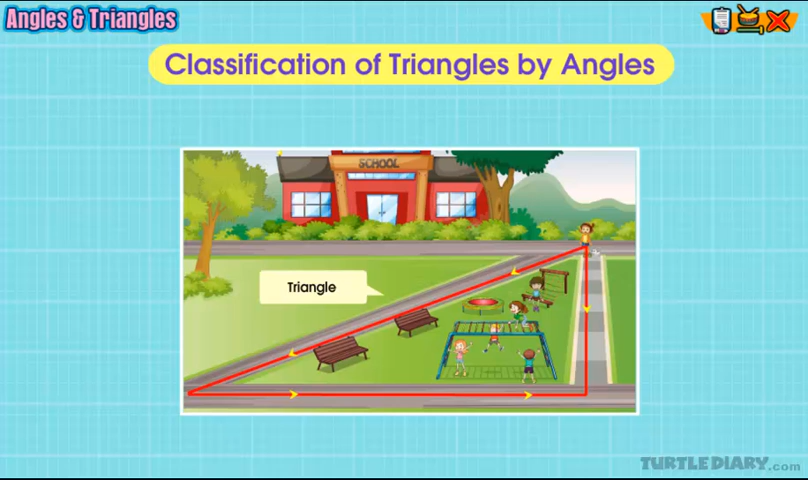 Angles & Triangles
Classification of Triangles by Angles
SCHOOL
Triangle
TURTLEDIARY.com